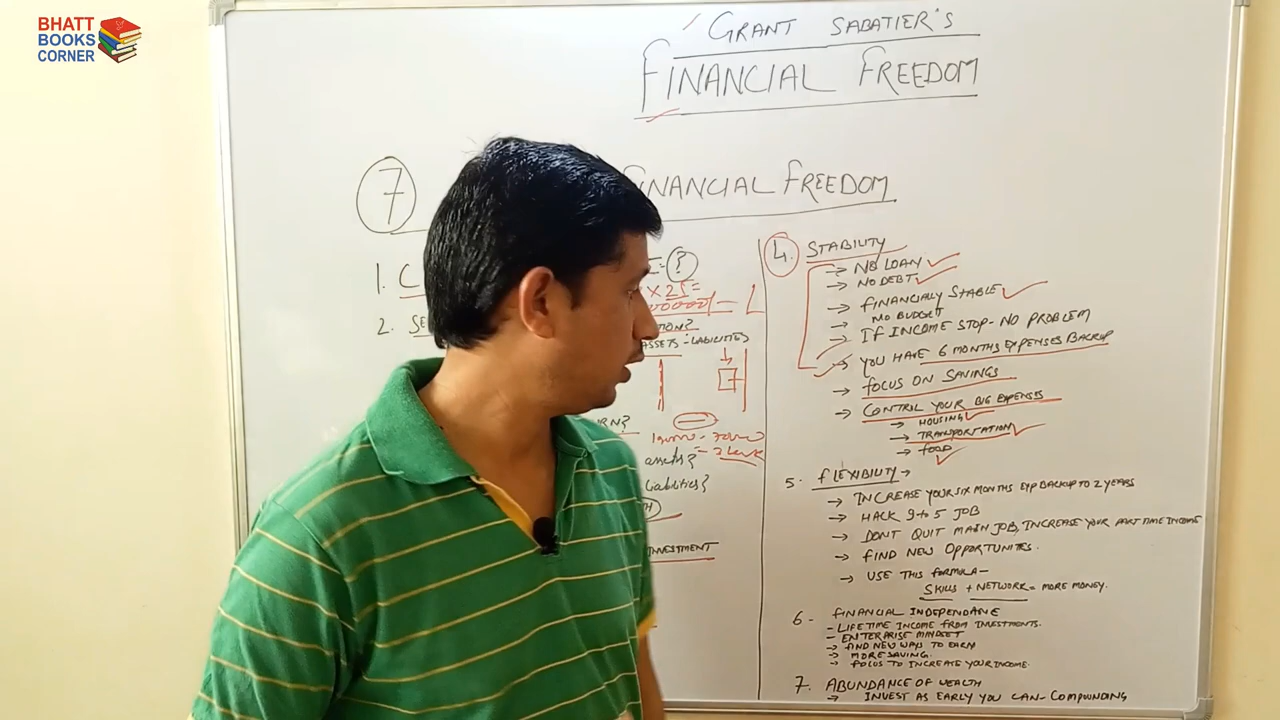 BHATT
BOOKS
CORNER
GRANT SABATIER'S
FINANCIAL FREEDOM
7
FINANCIAL FREEDOM
1. C
2. SE
= ?
× 25 =
ASSETS - LIABILITIES
assets?
liabilities?
INVESTMENT
4. STABILITY
→ NO LOAN
→ NO DEBT
→ FINANCIALLY STABLE
→ NO BUDGET
→ IF INCOME STOP - NO PROBLEM
→ YOU HAVE 6 MONTHS EXPENSES BACKUP
→ FOCUS ON SAVINGS
→ CONTROL YOUR BIG EXPENSES
→ HOUSING
→ TRANSPORTATION
→ FOOD
5. FLEXIBILITY →
→ INCREASE YOUR SIX MONTHS EXP BACKUP TO 2 YEARS
→ HACK 9 to 5 JOB
→ DONT QUIT MAIN JOB, INCREASE YOUR PART TIME INCOME
→ FIND NEW OPPORTUNITES.
→ USE THIS FORMULA -
SKILLS + NETWORK = MORE MONEY.
6 - FINANCIAL INDEPENDANE
- LIFETIME INCOME FROM INVESTMENTS.
- ENTERPRISE MINDSET
→ FIND NEW WAYS TO EARN
→ MORE SAVING.
→ FOCUS TO INCREASE YOUR INCOME.
7. ABUNDANCE OF WEALTH
→ INVEST AS EARLY YOU CAN - COMPOUNDING